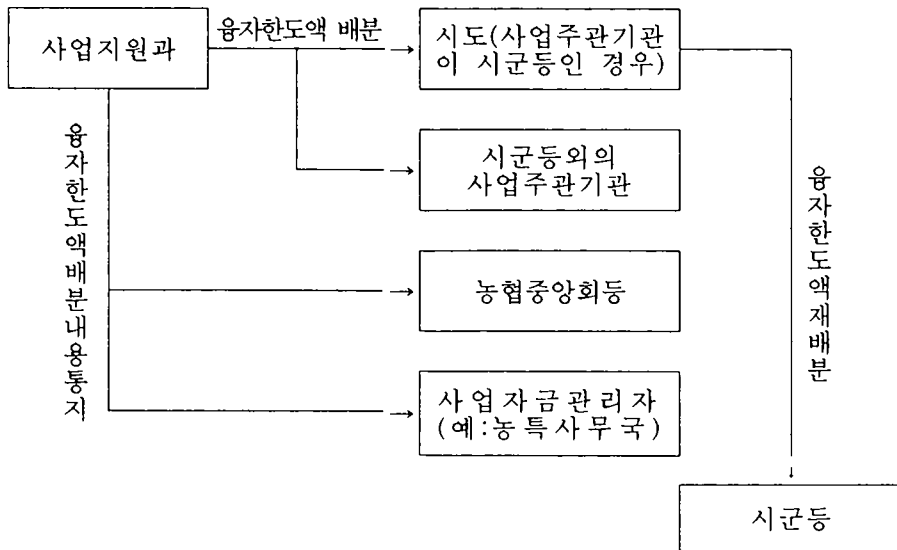 사업지원과
융자한도액 배분
시도(사업주관기관
이 시군등인 경우)
시군등외의
사업주관기관
융자한도액배분내용통지
농협중앙회등
융자한도액재배분
사업자금관리자
(예:농특사무국)
시군등